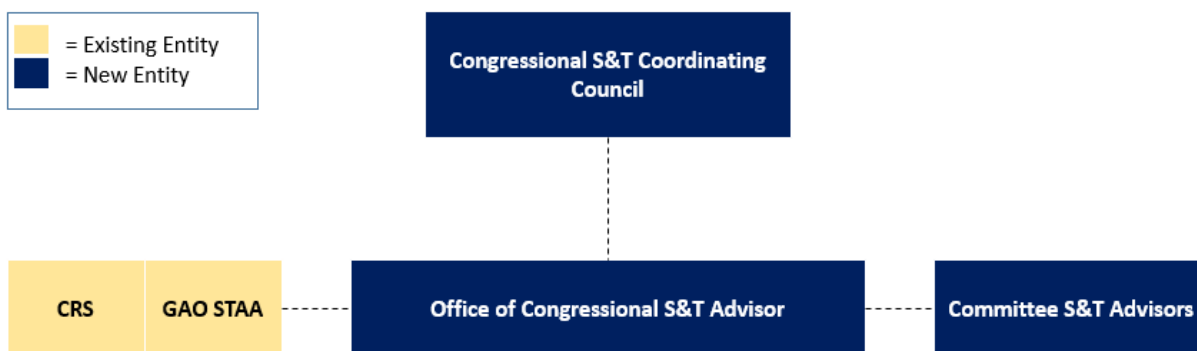 = Existing Entity
= New Entity
Congressional S&T Coordinating
Council
CRS
GAO STAA
Office of Congressional S&T Advisor
Committee S&T Advisors